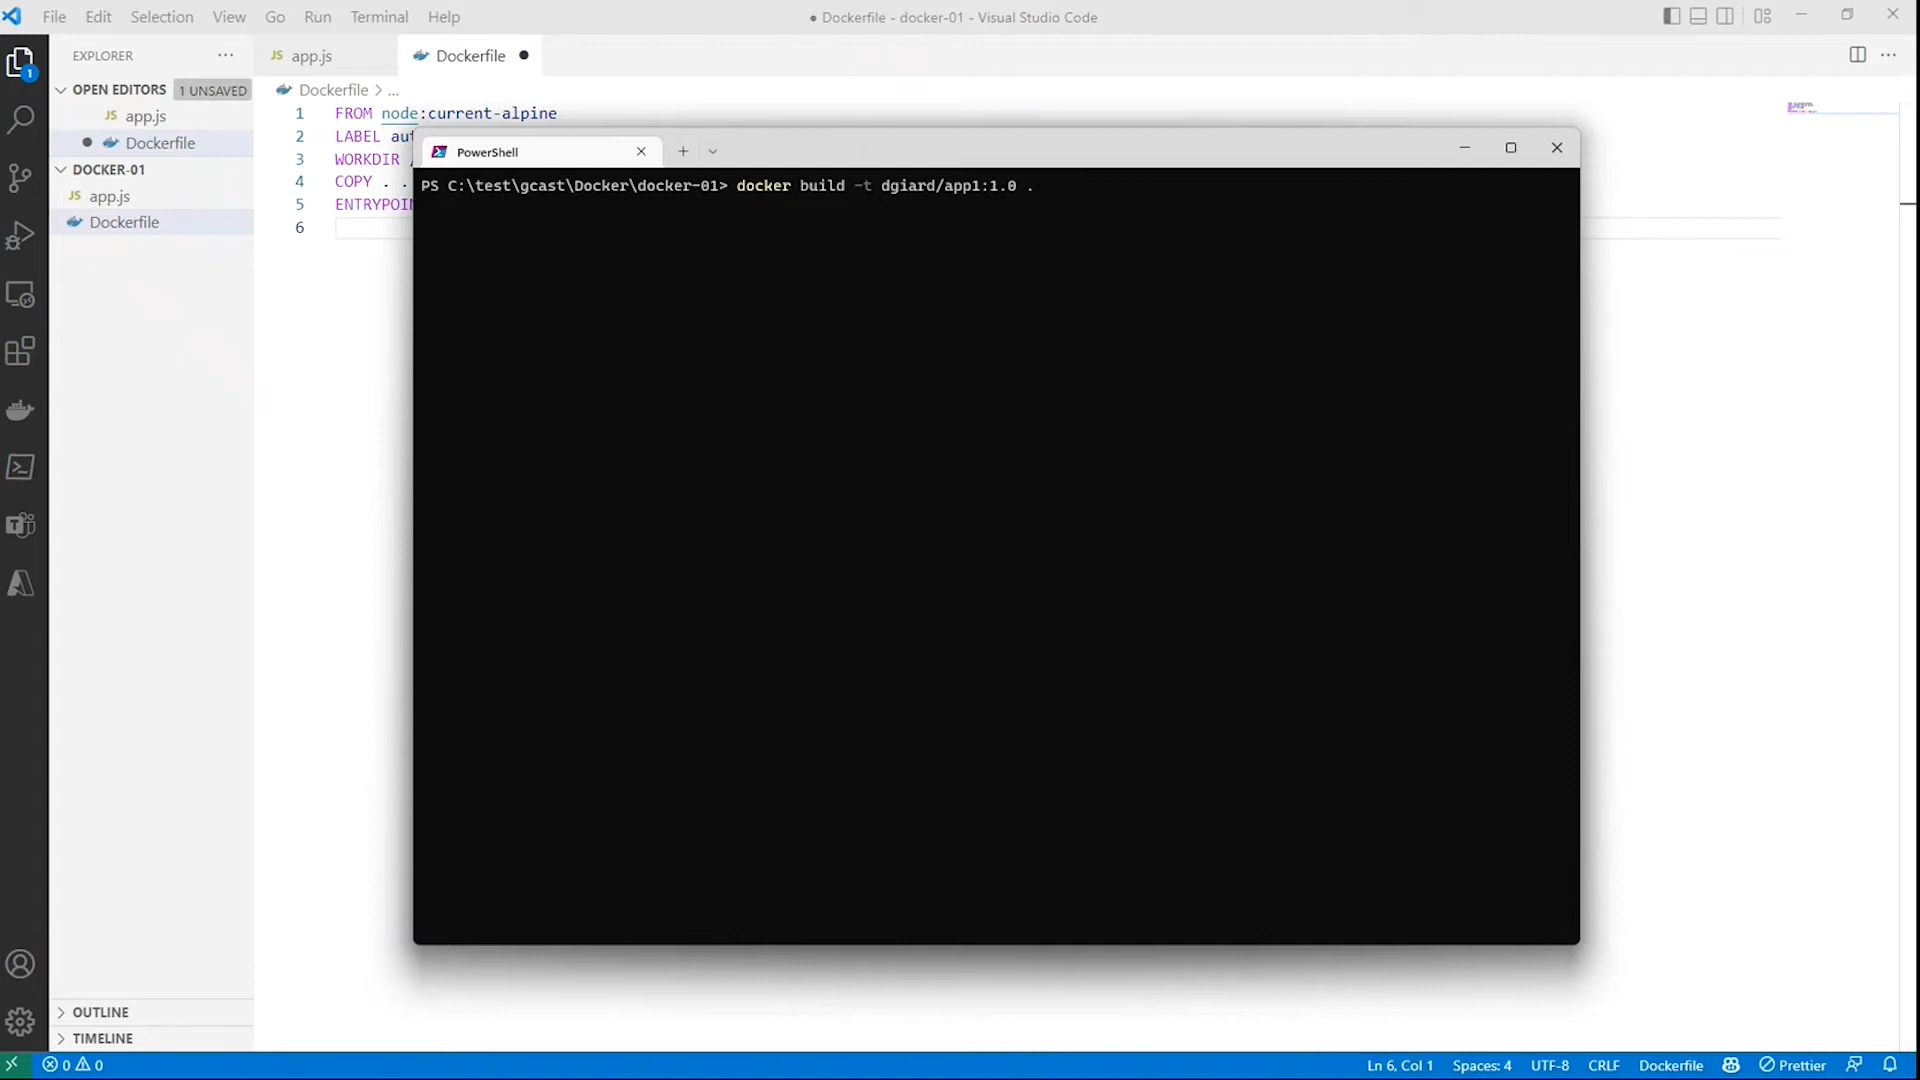 File Edit Selection View Go Run Terminal Help
● Dockerfile - docker-01 - Visual Studio Code
EXPLORER
JS app.js
Dockerfile ●
1
OPEN EDITORS 1 UNSAVED
Dockerfile > ...
JS app.js
● Dockerfile
DOCKER-01
JS app.js
Dockerfile
1 FROM node:current-alpine
2 LABEL aut
3 WORKDIR /
4 COPY . .
5 ENTRYPOIN
6
PowerShell
PS C:\test\gcast\Docker\docker-01> docker build -t dgiard/app1:1.0 .
OUTLINE
TIMELINE
0 0
Ln 6, Col 1 Spaces: 4 UTF-8 CRLF Dockerfile Prettier